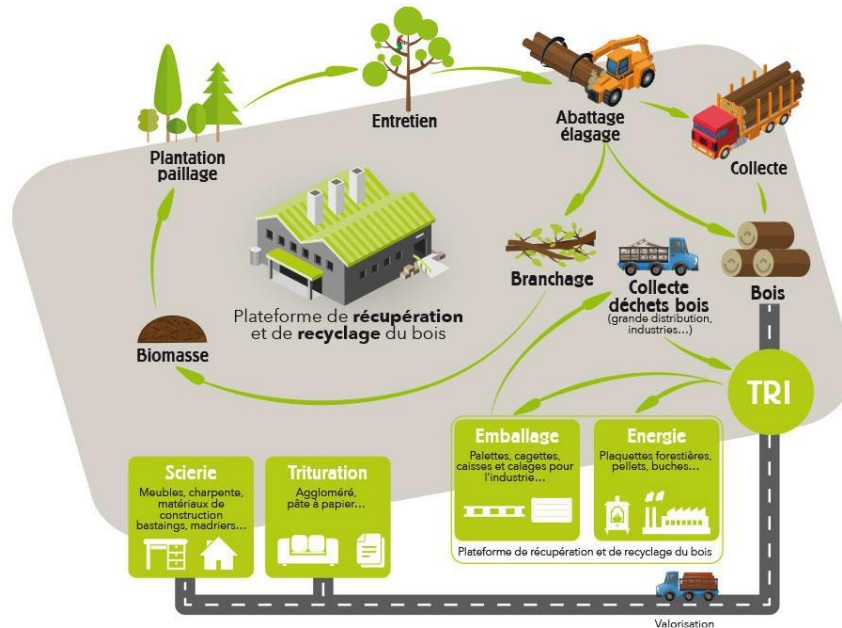 Entretien
Abattage
élagage
Plantation
paillage
Collecte
Branchage
Collecte
déchets bois
(grande distribution,
industries...)
Bois
Plateforme de récupération
et de recyclage du bois
Biomasse
TRI
Emballage
Palettes, cagettes,
caisses et calages pour
l'industrie...
Energie
Plaquettes forestières,
pellets, buches...
Scierie
Meubles, charpente,
matériaux de
construction
bastaings, madriers...
Trituration
Aggloméré,
pâte à papier...
Plateforme de récupération et de recyclage du bois
Valorisation